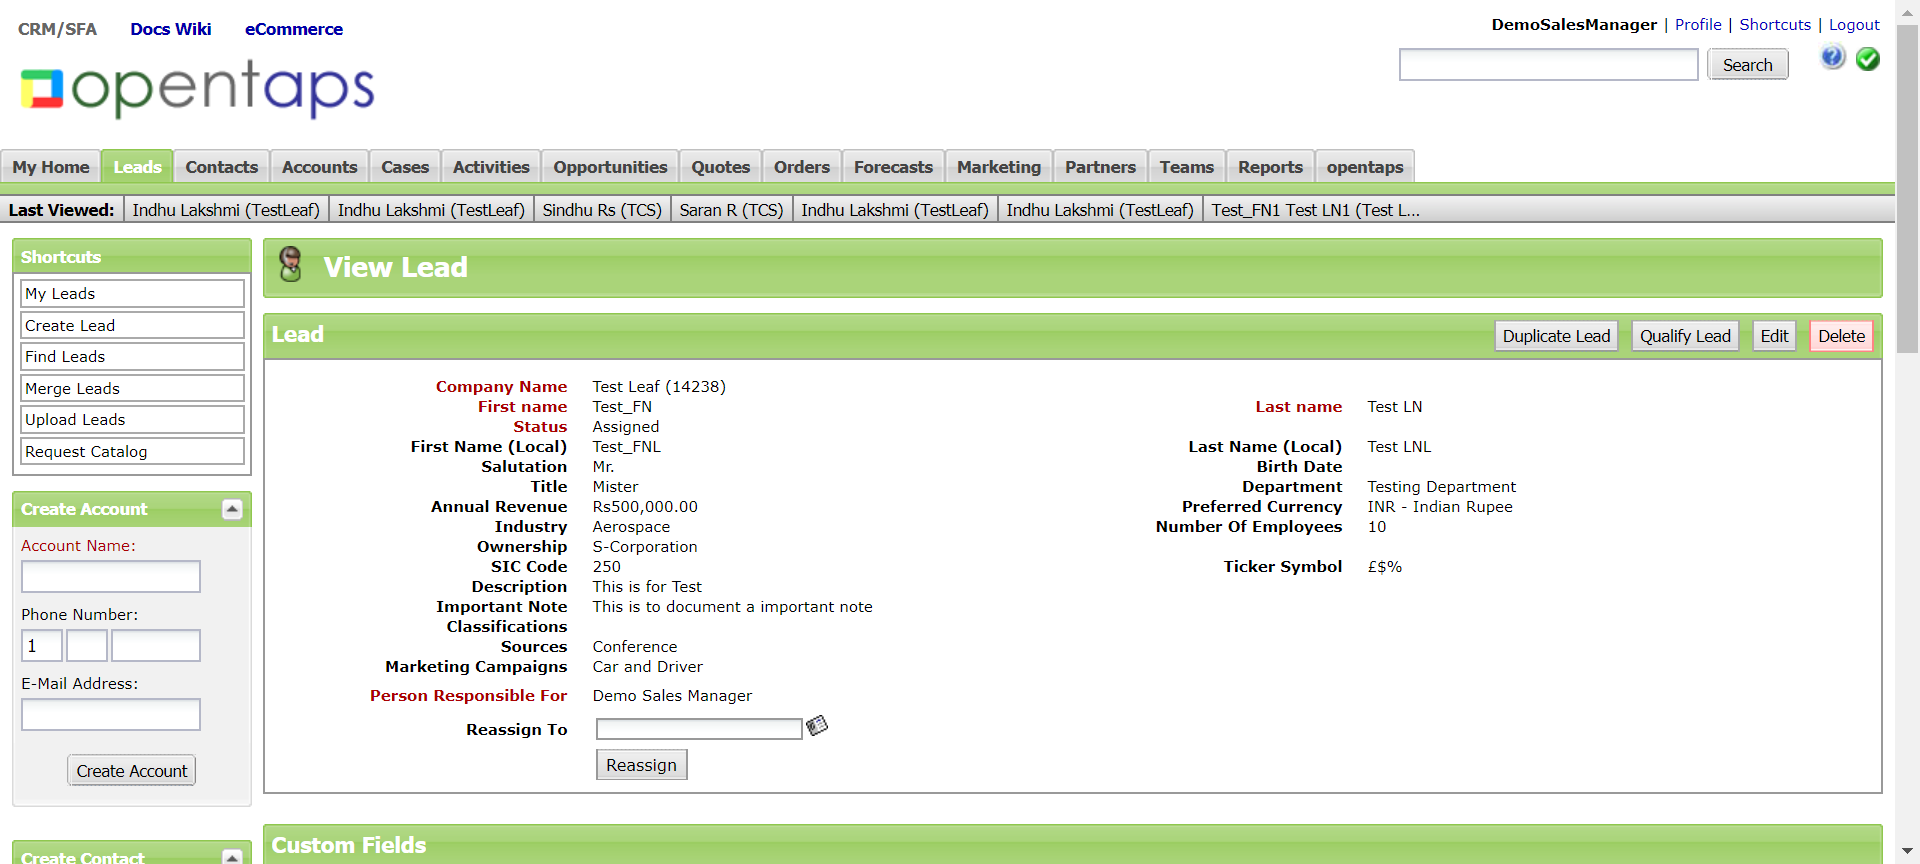 CRM/SFA Docs Wiki eCommerce
DemoSalesManager | Profile | Shortcuts | Logout
Search
opentaps
My Home Leads Contacts Accounts Cases Activities Opportunities Quotes Orders Forecasts Marketing Partners Teams Reports opentaps
Last Viewed: Indhu Lakshmi (TestLeaf) Indhu Lakshmi (TestLeaf) Sindhu Rs (TCS) Saran R (TCS) Indhu Lakshmi (TestLeaf) Indhu Lakshmi (TestLeaf) Test_FN1 Test LN1 (Test L...
Shortcuts
My Leads
Create Lead
Find Leads
Merge Leads
Upload Leads
Request Catalog
Create Account
Account Name:
Phone Number:
1
E-Mail Address:
Create Account
Create Contact
View Lead
Lead Duplicate Lead Qualify Lead Edit Delete
Company Name Test Leaf (14238)
First name Test_FN Last name Test LN
Status Assigned
First Name (Local) Test_FNL Last Name (Local) Test LNL
Salutation Mr. Birth Date
Title Mister Department Testing Department
Annual Revenue Rs500,000.00 Preferred Currency INR - Indian Rupee
Industry Aerospace Number Of Employees 10
Ownership S-Corporation
SIC Code 250 Ticker Symbol £$%
Description This is for Test
Important Note This is to document a important note
Classifications
Sources Conference
Marketing Campaigns Car and Driver
Person Responsible For Demo Sales Manager
Reassign To
Reassign
Custom Fields